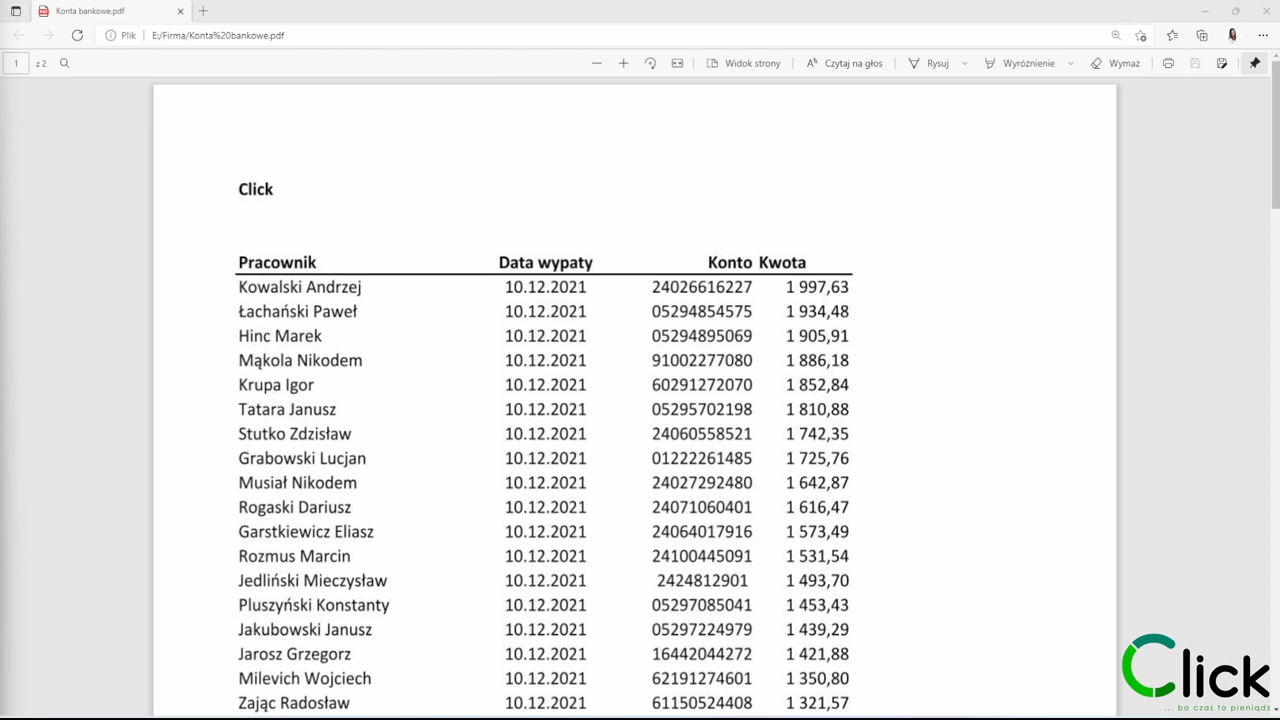 Konta bankowe.pdf
Plik E:/Firma/Konta%20bankowe.pdf
1 z 2 Widok strony Czytaj na głos Rysuj Wyróżnienie Wymaż
Click
Pracownik Data wypaty Konto Kwota
Kowalski Andrzej 10.12.2021 24026616227 1 997,63
Łachański Paweł 10.12.2021 05294854575 1 934,48
Hinc Marek 10.12.2021 05294895069 1 905,91
Mąkola Nikodem 10.12.2021 91002277080 1 886,18
Krupa Igor 10.12.2021 60291272070 1 852,84
Tatara Janusz 10.12.2021 05295702198 1 810,88
Stutko Zdzisław 10.12.2021 24060558521 1 742,35
Grabowski Lucjan 10.12.2021 01222261485 1 725,76
Musiał Nikodem 10.12.2021 24027292480 1 642,87
Rogaski Dariusz 10.12.2021 24071060401 1 616,47
Garstkiewicz Eliasz 10.12.2021 24064017916 1 573,49
Rozmus Marcin 10.12.2021 24100445091 1 531,54
Jedliński Mieczysław 10.12.2021 2424812901 1 493,70
Pluszyński Konstanty 10.12.2021 05297085041 1 453,43
Jakubowski Janusz 10.12.2021 05297224979 1 439,29
Jarosz Grzegorz 10.12.2021 16442044272 1 421,88
Milevich Wojciech 10.12.2021 62191274601 1 350,80
Zając Radosław 10.12.2021 61150524408 1 321,57
Click
... bo czas to pieniądz